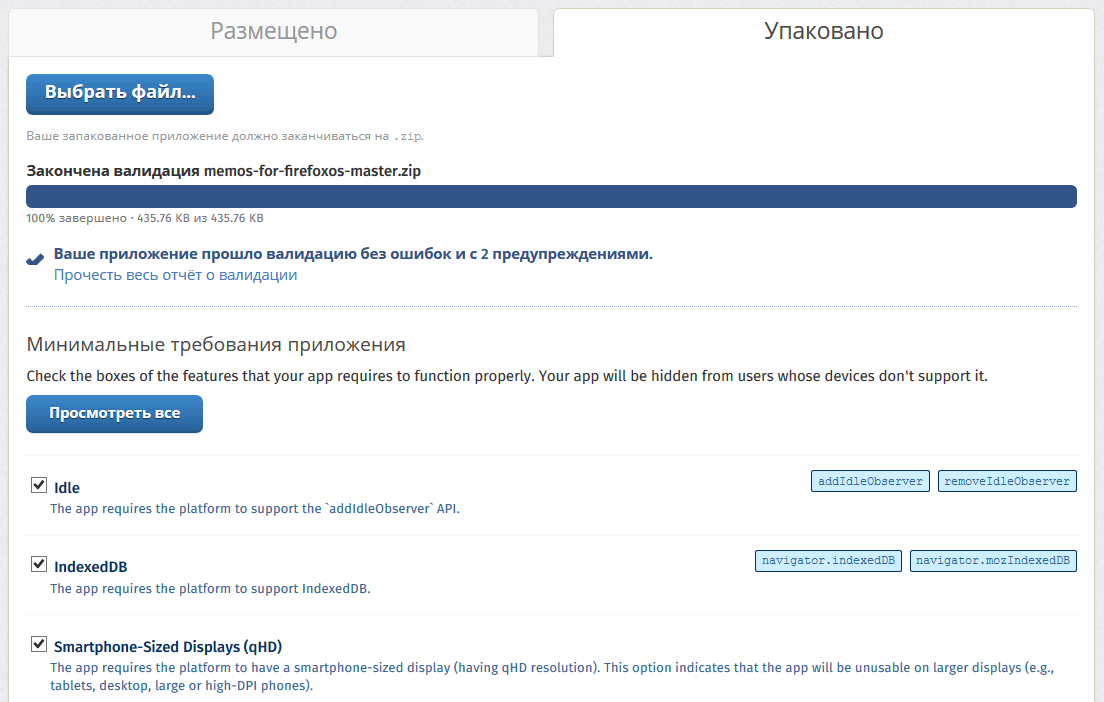 Размещено
Упаковано
Выбрать файл...
Ваше запакованное приложение должно заканчиваться на .zip.
Закончена валидация memos-for-firefoxos-master.zip
100% завершено · 435.76 KB из 435.76 KB
Ваше приложение прошло валидацию без ошибок и с 2 предупреждениями.
Прочесть весь отчёт о валидации
Минимальные требования приложения
Check the boxes of the features that your app requires to function properly. Your app will be hidden from users whose devices don't support it.
Просмотреть все
Idle
addIdleObserver removeIdleObserver
The app requires the platform to support the `addIdleObserver` API.
IndexedDB
navigator.indexedDB navigator.mozIndexedDB
The app requires the platform to support IndexedDB.
Smartphone-Sized Displays (qHD)
The app requires the platform to have a smartphone-sized display (having qHD resolution). This option indicates that the app will be unusable on larger displays (e.g.,
tablets, desktop, large or high-DPI phones).